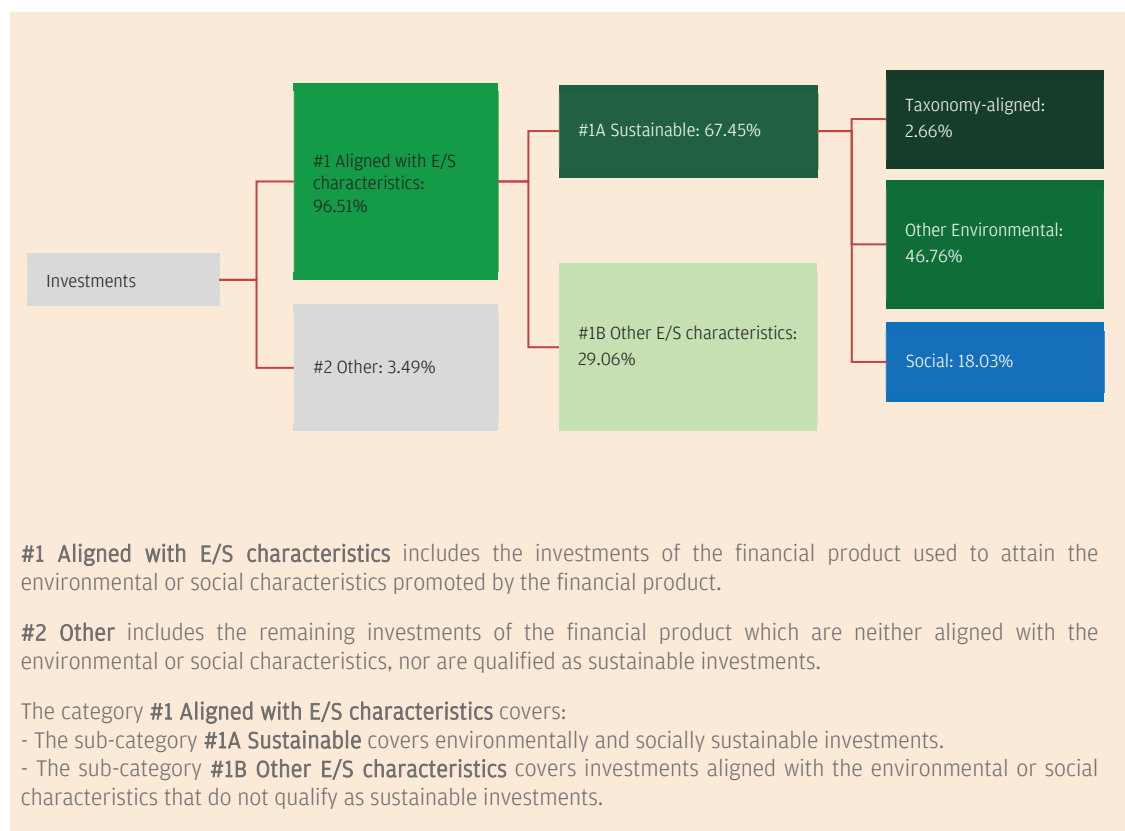 Investments
#1 Aligned with E/S
characteristics:
96.51%
#2 Other: 3.49%
#1A Sustainable: 67.45%
#1B Other E/S characteristics:
29.06%
Taxonomy-aligned:
2.66%
Other Environmental:
46.76%
Social: 18.03%
#1 Aligned with E/S characteristics includes the investments of the financial product used to attain the
environmental or social characteristics promoted by the financial product.
#2 Other includes the remaining investments of the financial product which are neither aligned with the
environmental or social characteristics, nor are qualified as sustainable investments.
The category #1 Aligned with E/S characteristics covers:
- The sub-category #1A Sustainable covers environmentally and socially sustainable investments.
- The sub-category #1B Other E/S characteristics covers investments aligned with the environmental or social
characteristics that do not qualify as sustainable investments.